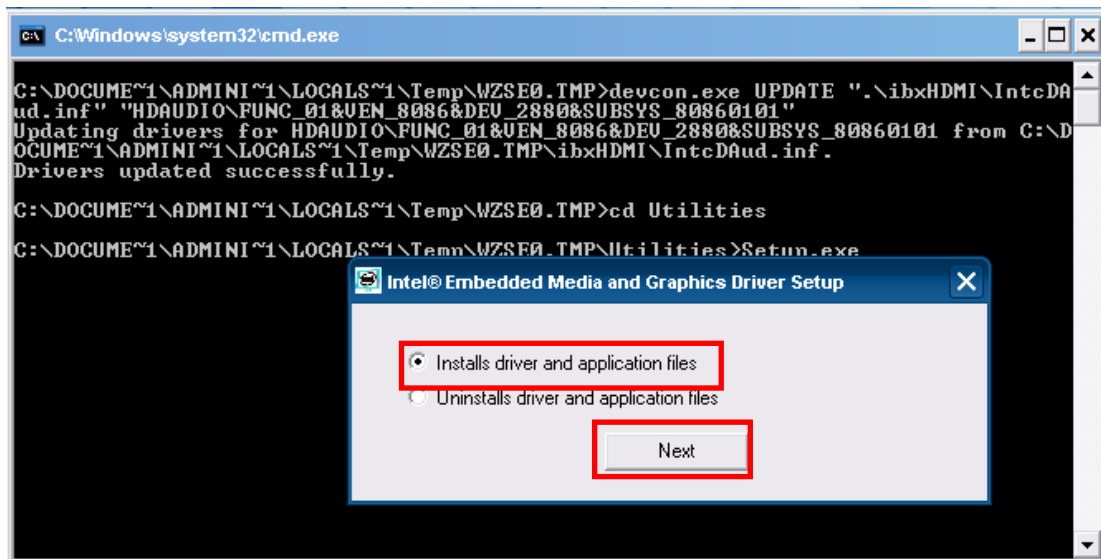 C:\Windows\system32\cmd.exe
C:\DOCUME~1\ADMINI~1\LOCALS~1\Temp\WZSE0.TMP>devcon.exe UPDATE ".\ibxHDMI\IntcDA
ud.inf" "HDAUDIO\FUNC_01&VEN_8086&DEV_2880&SUBSYS_80860101"
Updating drivers for HDAUDIO\FUNC_01&VEN_8086&DEV_2880&SUBSYS_80860101 from C:\D
OCUME~1\ADMINI~1\LOCALS~1\Temp\WZSE0.TMP\ibxHDMI\IntcDAud.inf.
Drivers updated successfully.
C:\DOCUME~1\ADMINI~1\LOCALS~1\Temp\WZSE0.TMP>cd Utilities
C:\DOCUME~1\ADMINI~1\LOCALS~1\Temp\WZSE0.TMP\Utilities>Setup.exe
Intel® Embedded Media and Graphics Driver Setup
Installs driver and application files
Uninstalls driver and application files
Next